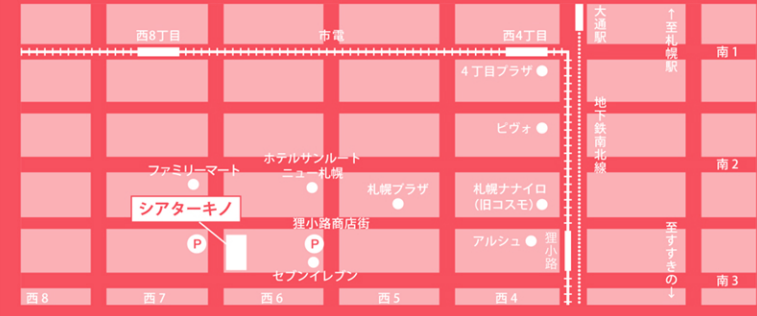 西8丁目
市電
西4丁目
大通駅
↑至札幌駅
南1
4丁目プラザ
ピヴォ
地下鉄南北線
南2
ファミリーマート
ホテルサンルート
ニュー札幌
札幌プラザ
札幌ナナイロ
(旧コスモ)
シアターキノ
狸小路商店街
P
P
アルシュ
狸小路
至すすきの↓
セブンイレブン
南3
西8
西7
西6
西5
西4